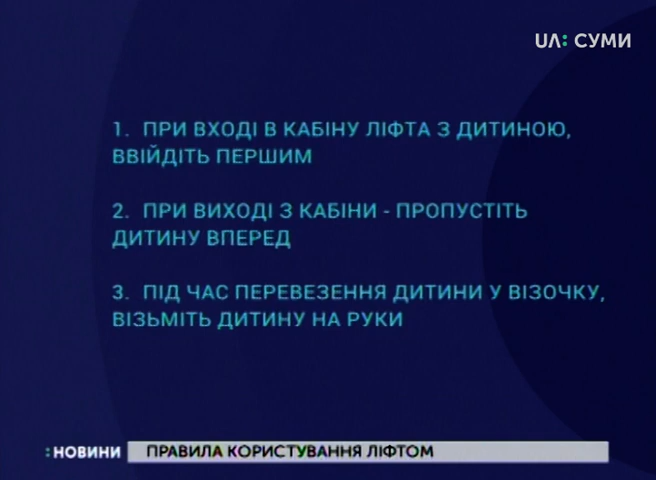 UA: СУМИ
1. ПРИ ВХОДІ В КАБІНУ ЛІФТА З ДИТИНОЮ,
ВВІЙДІТЬ ПЕРШИМ
2. ПРИ ВИХОДІ З КАБІНИ - ПРОПУСТІТЬ
ДИТИНУ ВПЕРЕД
3. ПІД ЧАС ПЕРЕВЕЗЕННЯ ДИТИНИ У ВІЗОЧКУ,
ВІЗЬМІТЬ ДИТИНУ НА РУКИ
:НОВИНИ ПРАВИЛА КОРИСТУВАННЯ ЛІФТОМ